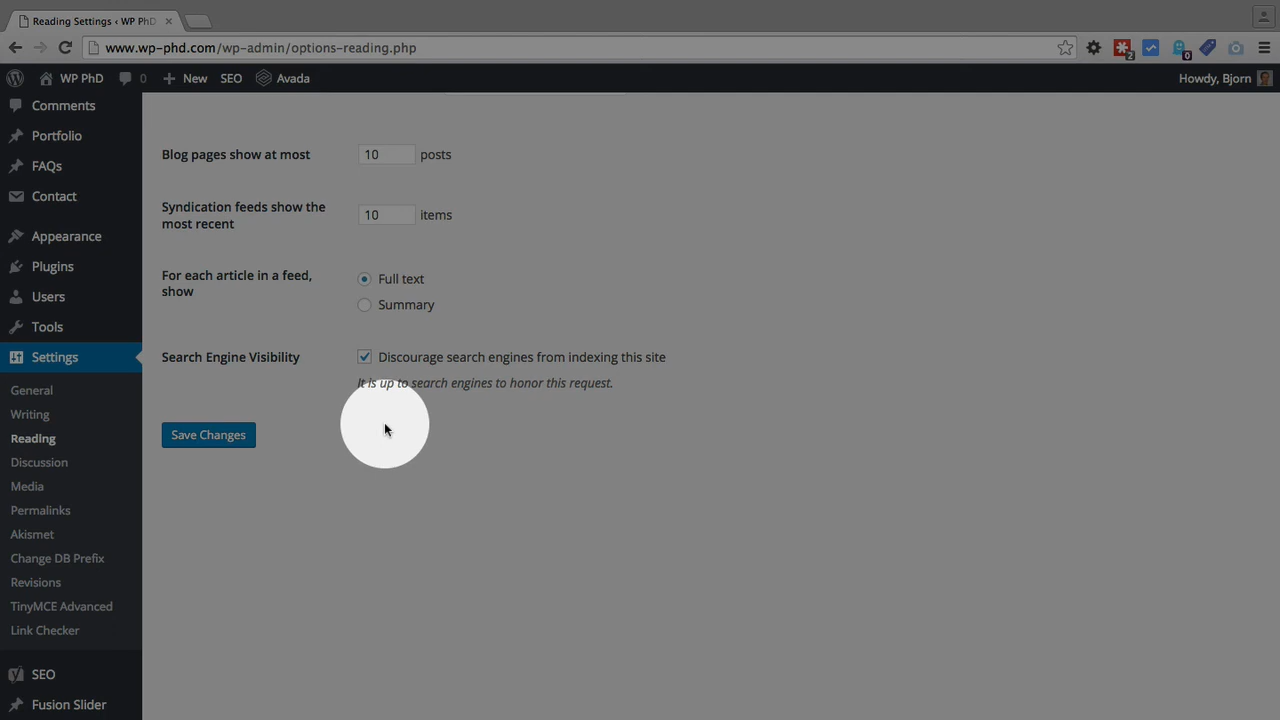 Reading Settings ‹ WP PhD
www.wp-phd.com/wp-admin/options-reading.php
2
0
WP PhD 0 New SEO Avada Howdy, Bjorn
Comments
Portfolio
FAQs
Contact
Appearance
Plugins
Users
Tools
Settings
General
Writing
Reading
Discussion
Media
Permalinks
Akismet
Change DB Prefix
Revisions
TinyMCE Advanced
Link Checker
SEO
Fusion Slider
Blog pages show at most 10 posts
Syndication feeds show the
most recent
10 items
For each article in a feed,
show
Full text
Summary
Search Engine Visibility Discourage search engines from indexing this site
It is up to search engines to honor this request.
Save Changes